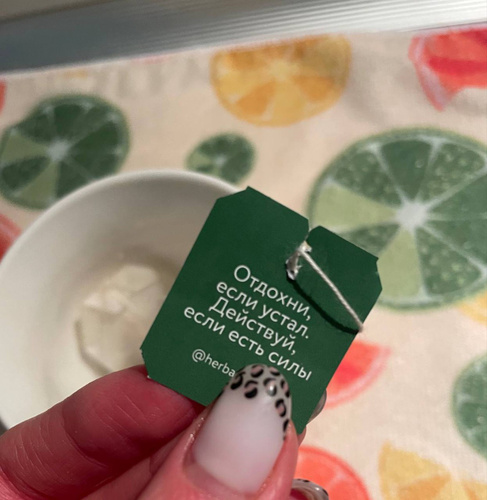 Отдохни,
если устал.
Действуй,
если есть силы